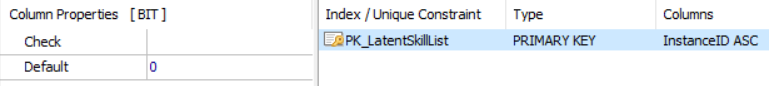 Column Properties [ BIT ]
Check
Default 0
Index / Unique Constraint Type Columns
PK_LatentSkillList PRIMARY KEY InstanceID ASC